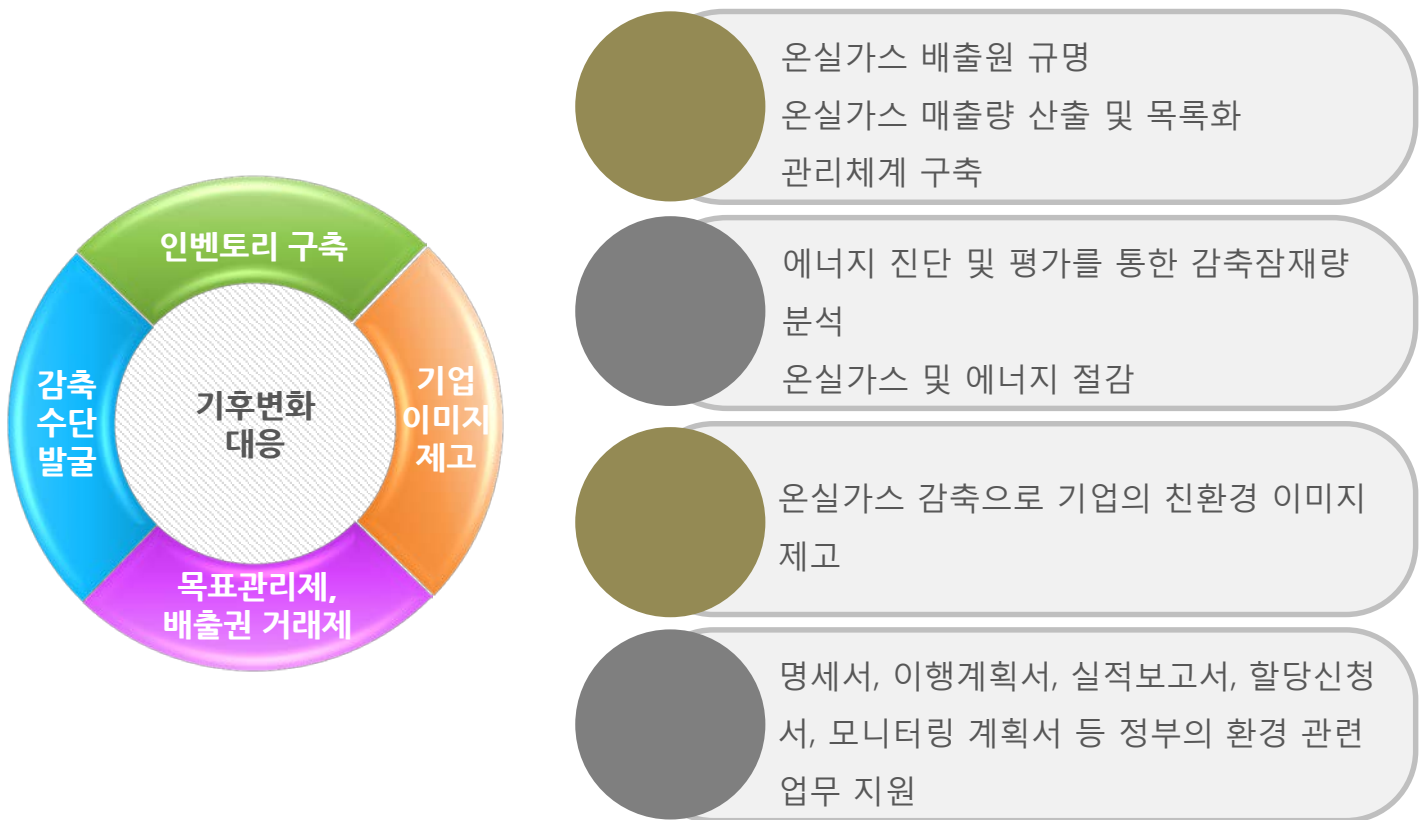 인벤토리 구축
감축
수단
발굴
기후변화
대응
기업
이미지
제고
목표관리제,
배출권 거래제
온실가스 배출원 규명
온실가스 매출량 산출 및 목록화
관리체계 구축
에너지 진단 및 평가를 통한 감축잠재량
분석
온실가스 및 에너지 절감
온실가스 감축으로 기업의 친환경 이미지
제고
명세서, 이행계획서, 실적보고서, 할당신청
서, 모니터링 계획서 등 정부의 환경 관련
업무 지원